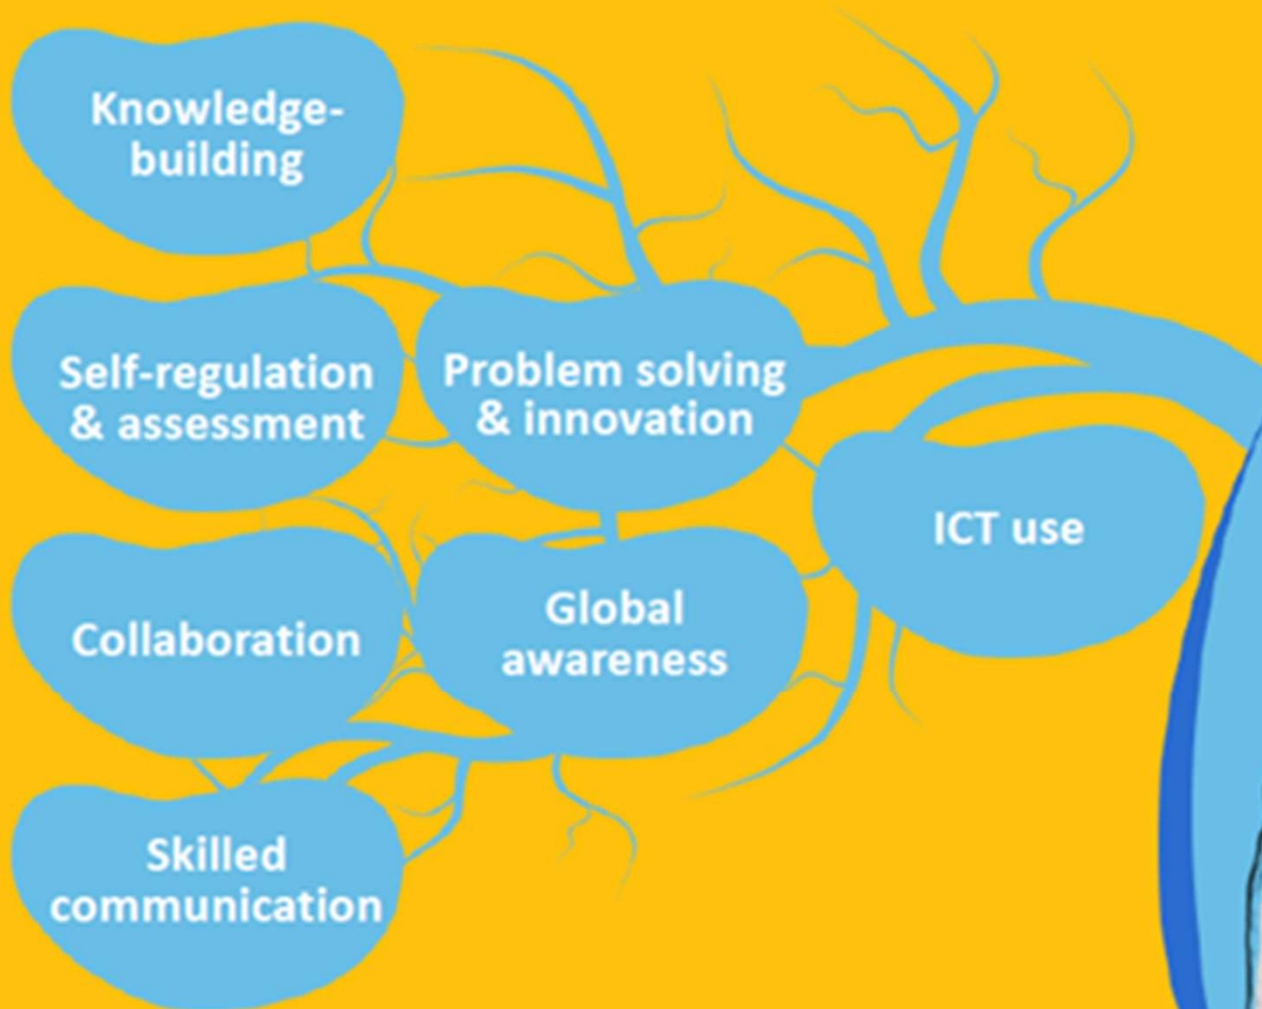 Knowledge-
building
Self-regulation
& assessment
Problem solving
& innovation
ICT use
Collaboration
Global
awareness
Skilled
communication